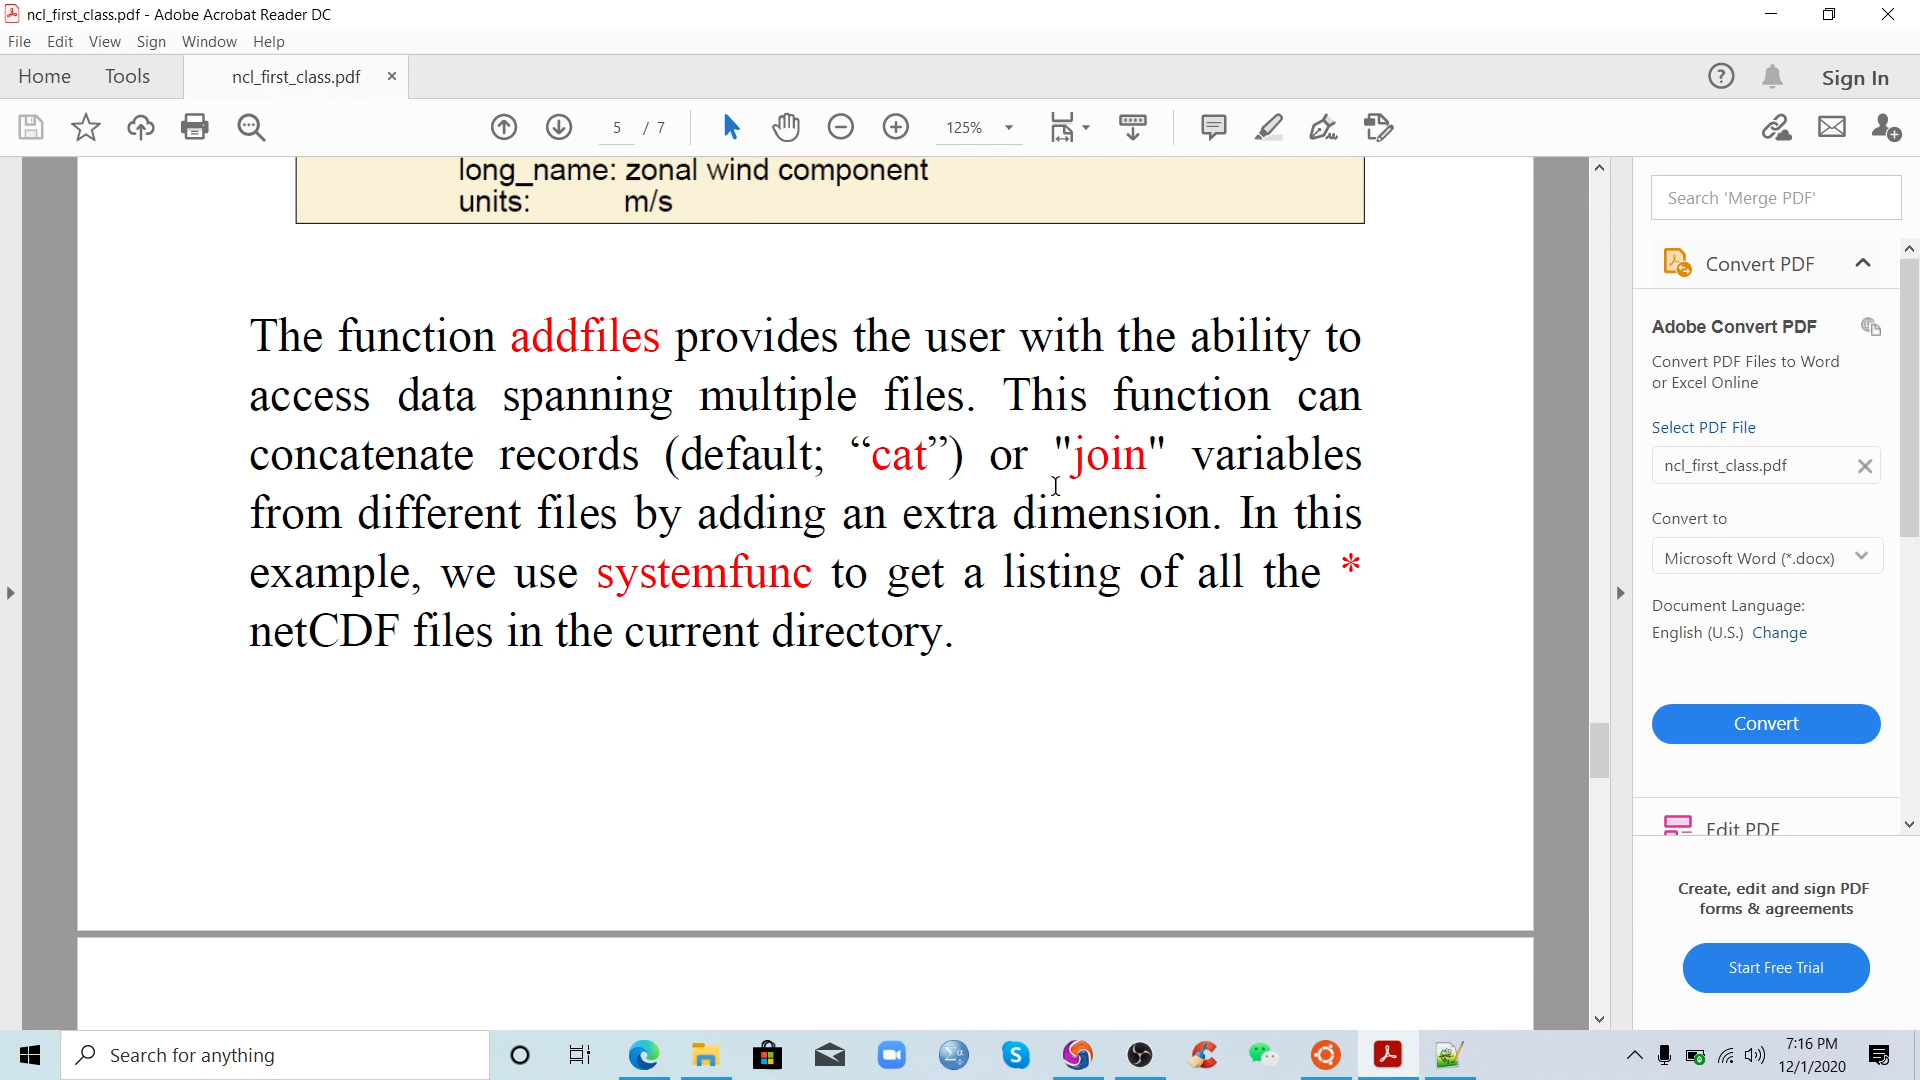 ncl_first_class.pdf - Adobe Acrobat Reader DC
File Edit View Sign Window Help
Home Tools ncl_first_class.pdf Sign In
5 / 7 125%
long_name: zonal wind component
units: m/s
The function addfiles provides the user with the ability to
access data spanning multiple files. This function can
concatenate records (default; “cat”) or "join" variables
from different files by adding an extra dimension. In this
example, we use systemfunc to get a listing of all the *
netCDF files in the current directory.
Search 'Merge PDF'
Convert PDF
Adobe Convert PDF
Convert PDF Files to Word
or Excel Online
Select PDF File
ncl_first_class.pdf
Convert to
Microsoft Word (*.docx)
Document Language:
English (U.S.) Change
Convert
Edit PDF
Create, edit and sign PDF
forms & agreements
Start Free Trial
Search for anything
7:16 PM
12/1/2020